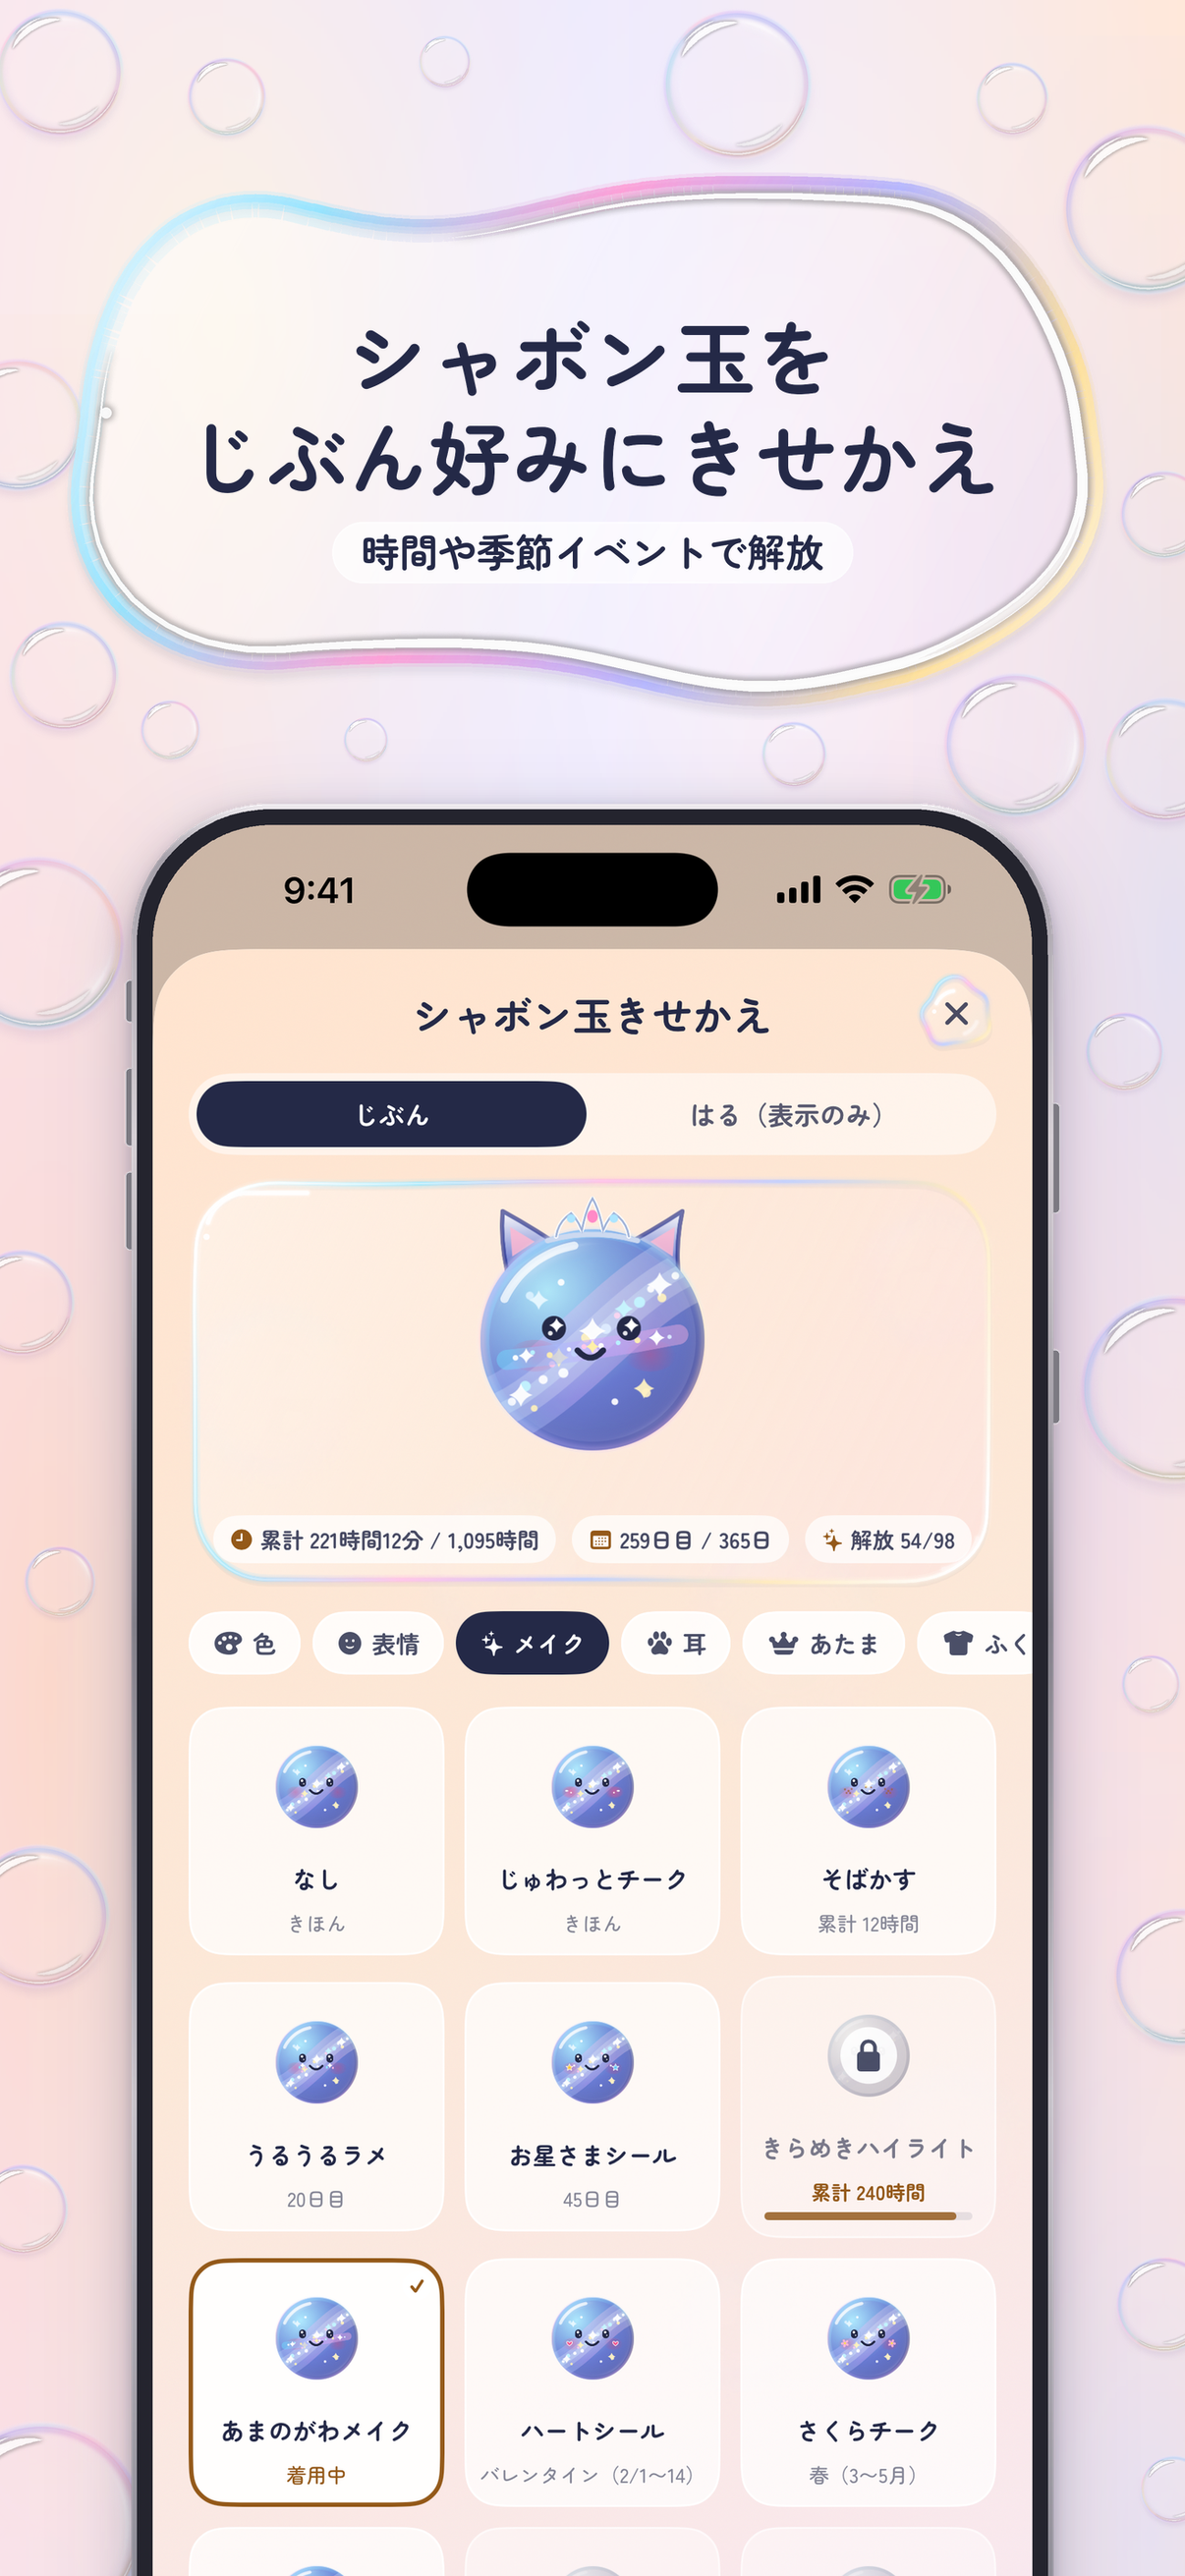 シャボン玉を
じぶん好みにきせかえ
時間や季節イベントで解放
9:41
シャボン玉きせかえ
じぶん
はる（表示のみ）
累計 221時間12分 / 1,095時間
259日目 / 365日
解放 54/98
色
表情
メイク
耳
あたま
ふく
なし
きほん
じゅわっとチーク
きほん
そばかす
累計 12時間
うるうるラメ
20日目
お星さまシール
45日目
きらめきハイライト
累計 240時間
あまのがわメイク
着用中
ハートシール
バレンタイン（2/1〜14）
さくらチーク
春（3〜5月）